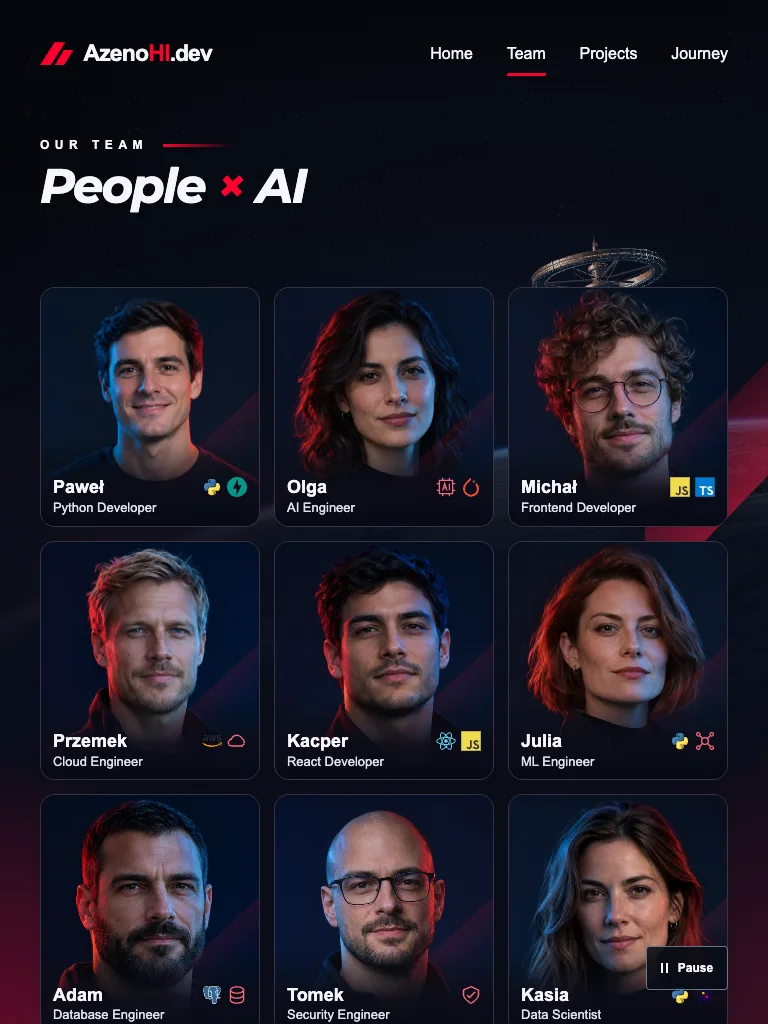 AzenoHI.dev
Home Team Projects Journey
OUR TEAM
People × AI
Paweł
Python Developer
Olga
AI Engineer
AI
Michał
Frontend Developer
JS TS
Przemek
Cloud Engineer
aws
Kacper
React Developer
JS
Julia
ML Engineer
Adam
Database Engineer
Tomek
Security Engineer
Kasia
Data Scientist
Pause